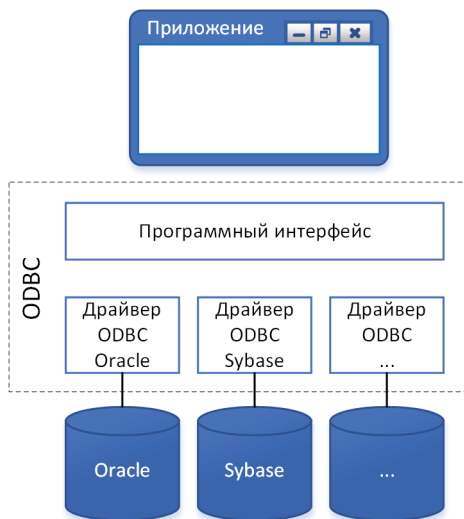 Приложение
Программный интерфейс
ODBC
Драйвер
ODBC
Oracle
Драйвер
ODBC
Sybase
Драйвер
ODBC
...
Oracle
Sybase
...